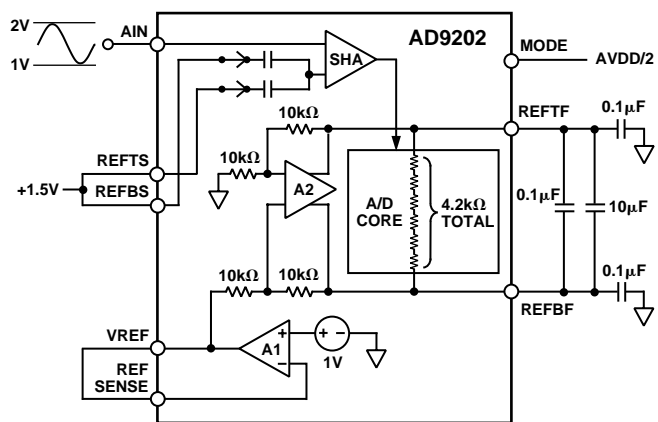 2V
1V
AIN
AD9202
SHA
MODE
AVDD/2
REFTF
0.1µF
10kΩ
10kΩ
REFTS
REFBS
+1.5V
A2
A/D
CORE
4.2kΩ
TOTAL
0.1µF
10µF
10kΩ
10kΩ
0.1µF
REFBF
VREF
REF
SENSE
A1
+
−
+ −
1V